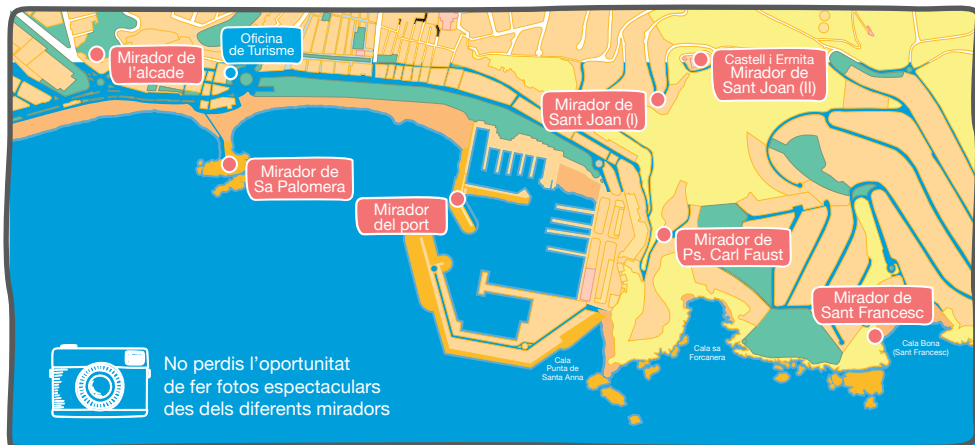 Oficina
de Turisme
Mirador de
l'alcade
Castell i Ermita
Mirador de
Sant Joan (II)
Mirador de
Sant Joan (I)
Mirador de
Sa Palomera
Mirador
del port
Mirador de
Ps. Carl Faust
Mirador de
Sant Francesc
Cala
Punta de
Santa Anna
Cala sa
Forcanera
Cala Bona
(Sant Francesc)
No perdis l'oportunitat
de fer fotos espectaculars
des dels diferents miradors